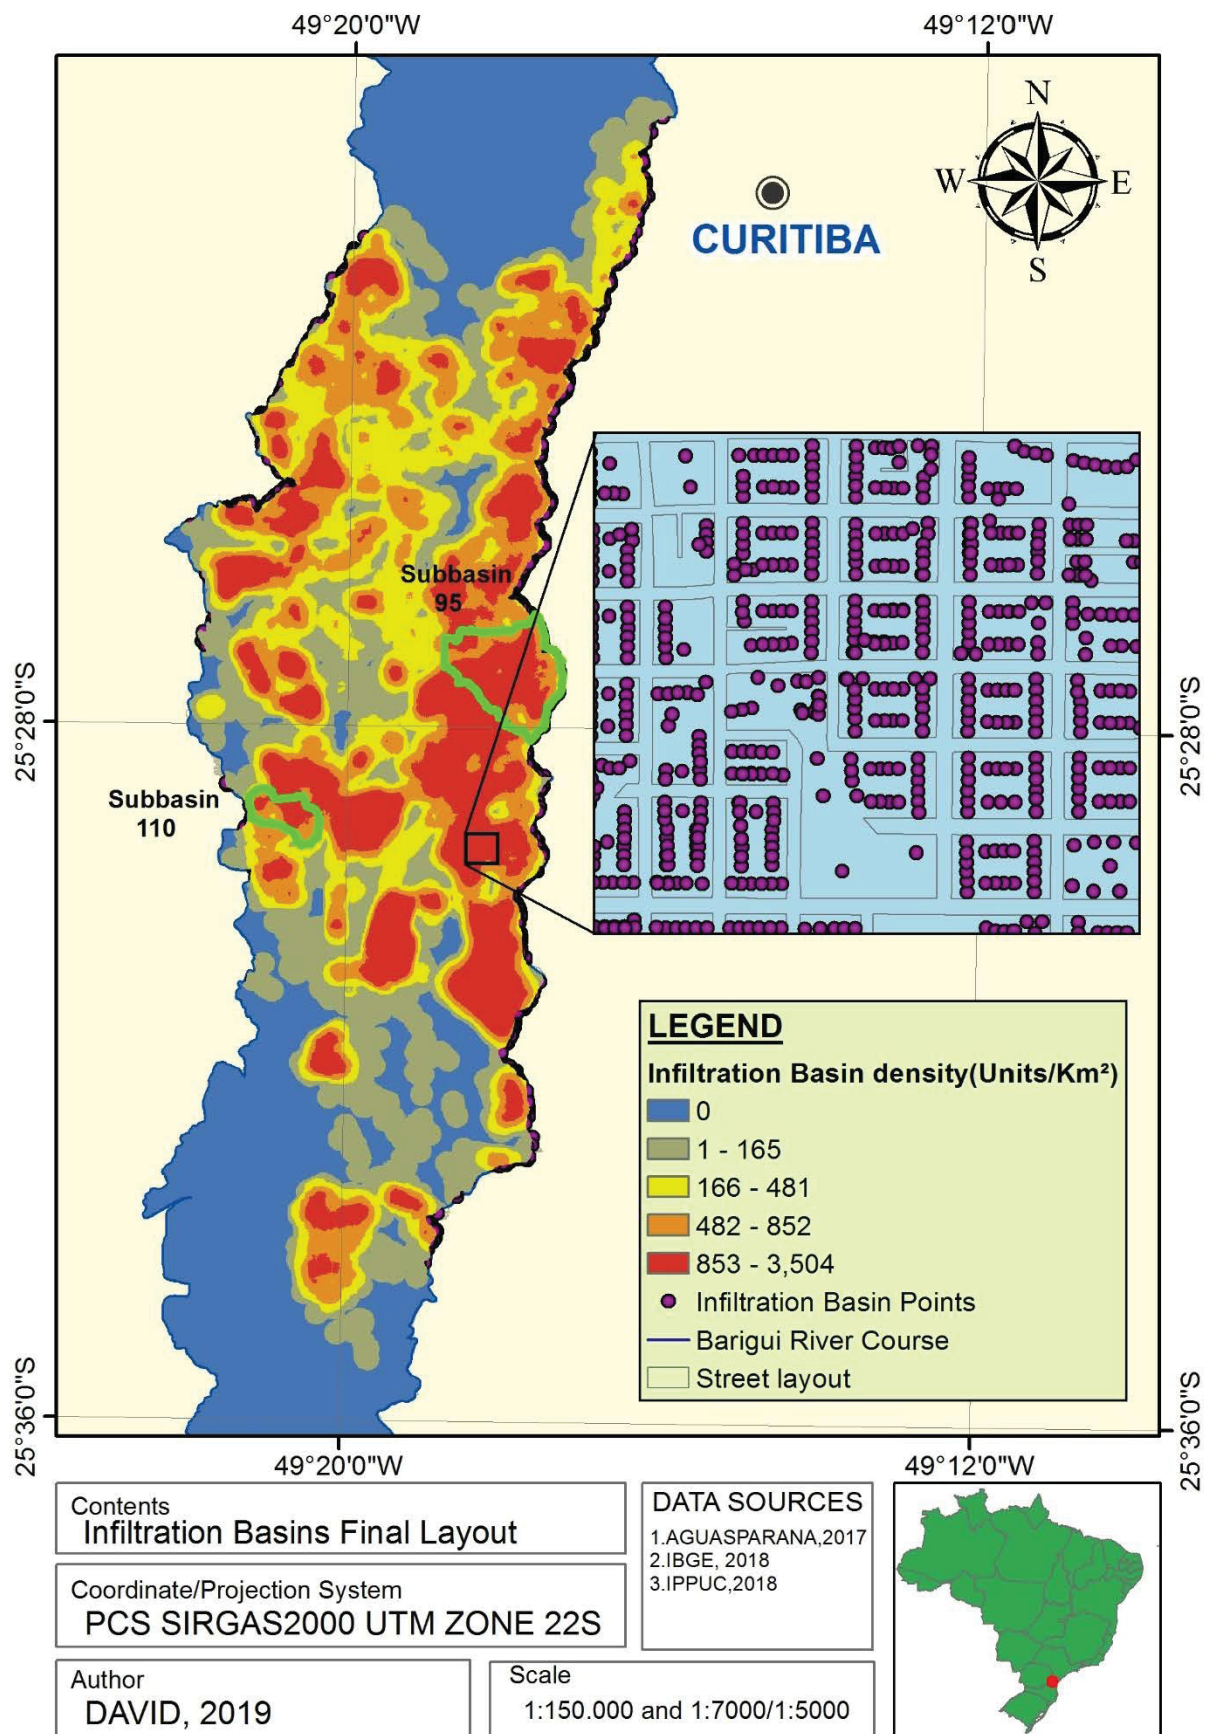 49°20'0"W
49°12'0"W
N
W
E
S
CURITIBA
Subbasin
95
25°28'0"S
25°28'0"S
Subbasin
110
LEGEND
Infiltration Basin density(Units/Km²)
0
1 - 165
166 - 481
482 - 852
853 - 3,504
Infiltration Basin Points
Barigui River Course
Street layout
25°36'0"S
25°36'0"S
49°20'0"W
49°12'0"W
Contents
Infiltration Basins Final Layout
Coordinate/Projection System
PCS SIRGAS2000 UTM ZONE 22S
DATA SOURCES
1.AGUASPARANA,2017
2.IBGE, 2018
3.IPPUC,2018
Author
DAVID, 2019
Scale
1:150.000 and 1:7000/1:5000